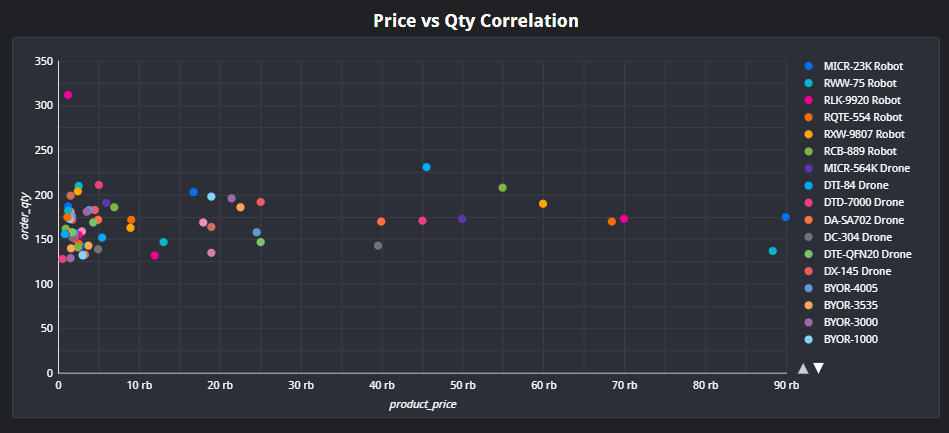 Price vs Qty Correlation
350
300
250
200
150
100
50
0
order_qty
0
10 rb
20 rb
30 rb
40 rb
50 rb
60 rb
70 rb
80 rb
90 rb
product_price
MICR-23K Robot
RWW-75 Robot
RLK-9920 Robot
RQTE-554 Robot
RXW-9807 Robot
RCB-889 Robot
MICR-564K Drone
DTI-84 Drone
DTD-7000 Drone
DA-SA702 Drone
DC-304 Drone
DTE-QFN20 Drone
DX-145 Drone
BYOR-4005
BYOR-3535
BYOR-3000
BYOR-1000